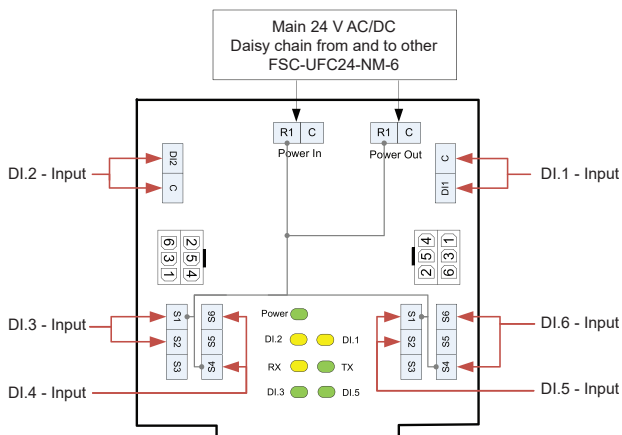 Main 24 V AC/DC
Daisy chain from and to other
FSC-UFC24-NM-6
R1 C
Power In
R1 C
Power Out
DI.2 - Input
DI2
C
C
DI1
DI.1 - Input
6 3 1
2 5 4
2 5 4
6 3 1
DI.3 - Input
S1
S2
S3
S6
S5
S4
DI.4 - Input
Power
DI.2
DI.1
RX
TX
DI.3
DI.5
S1
S2
S3
S6
S5
S4
DI.6 - Input
DI.5 - Input